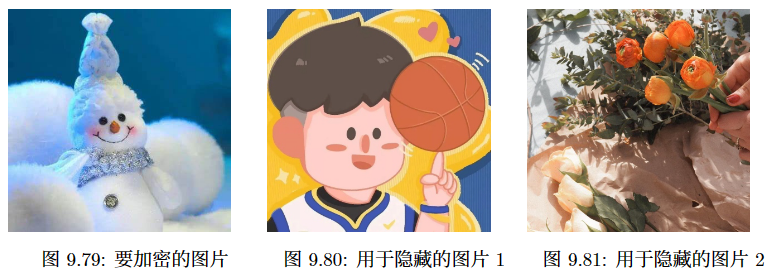 图 9.79: 要加密的图片
图 9.80: 用于隐藏的图片 1
图 9.81: 用于隐藏的图片 2